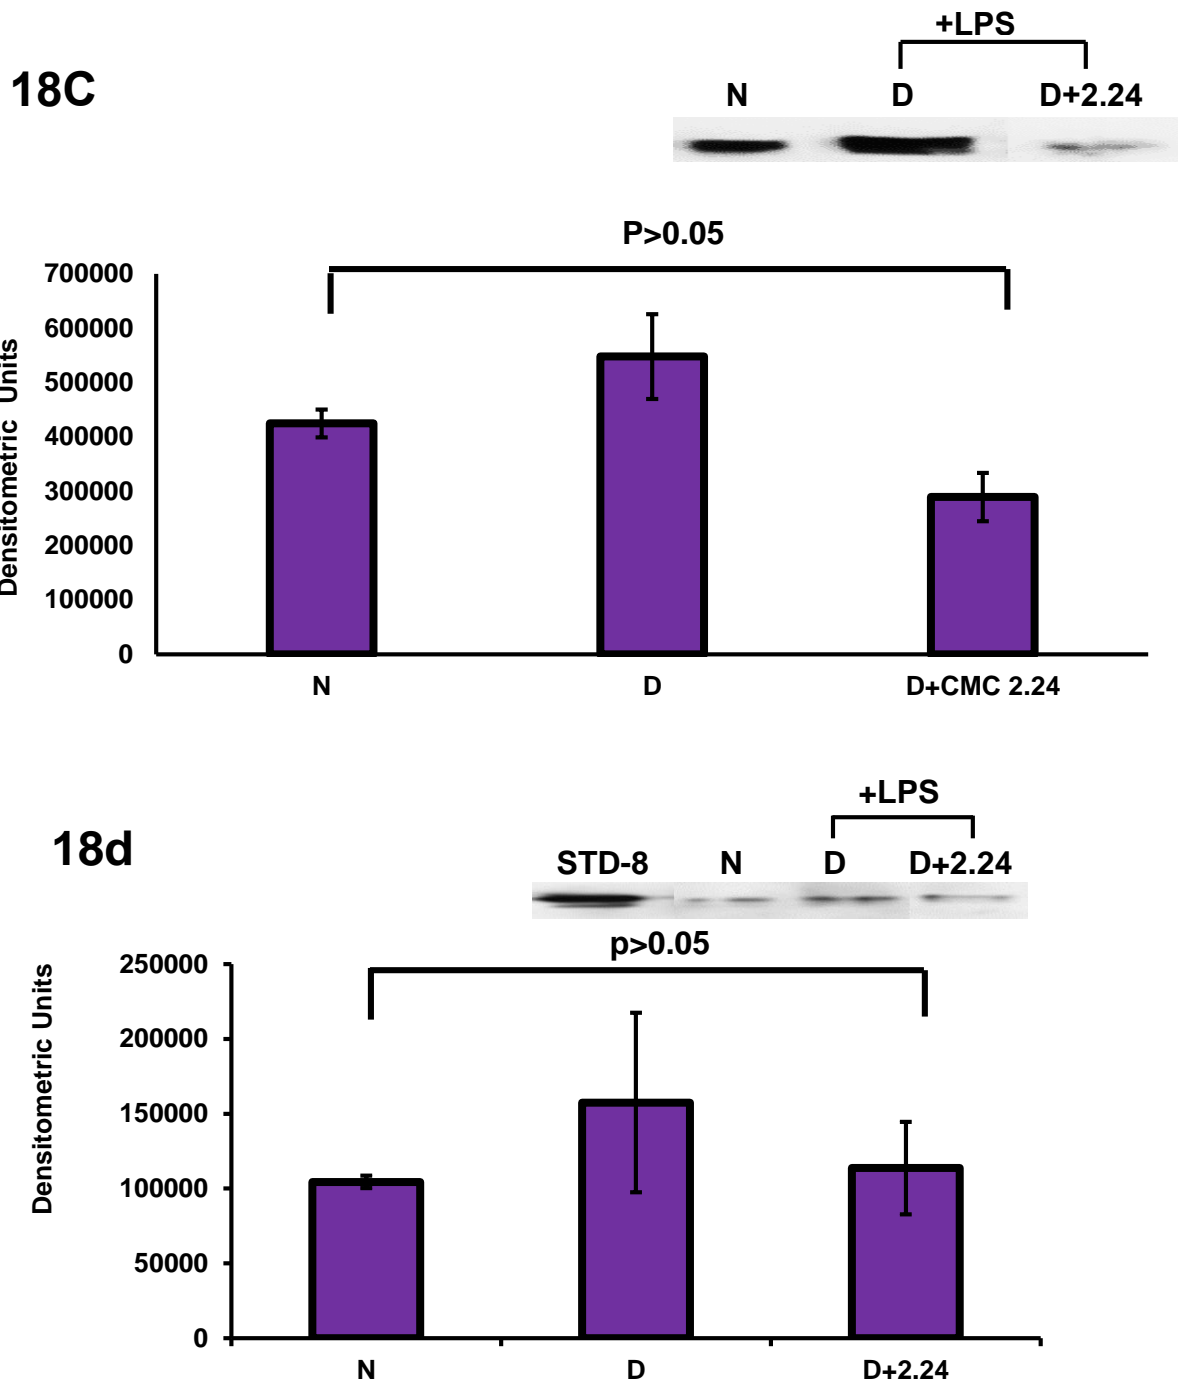 +LPS
18C
N D D+2.24
P>0.05
700000
600000
500000
400000
300000
200000
100000
0
Densitometric Units
N D D+CMC 2.24
+LPS
18d
STD-8 N D D+2.24
p>0.05
250000
200000
150000
100000
50000
0
Densitometric Units
N D D+2.24